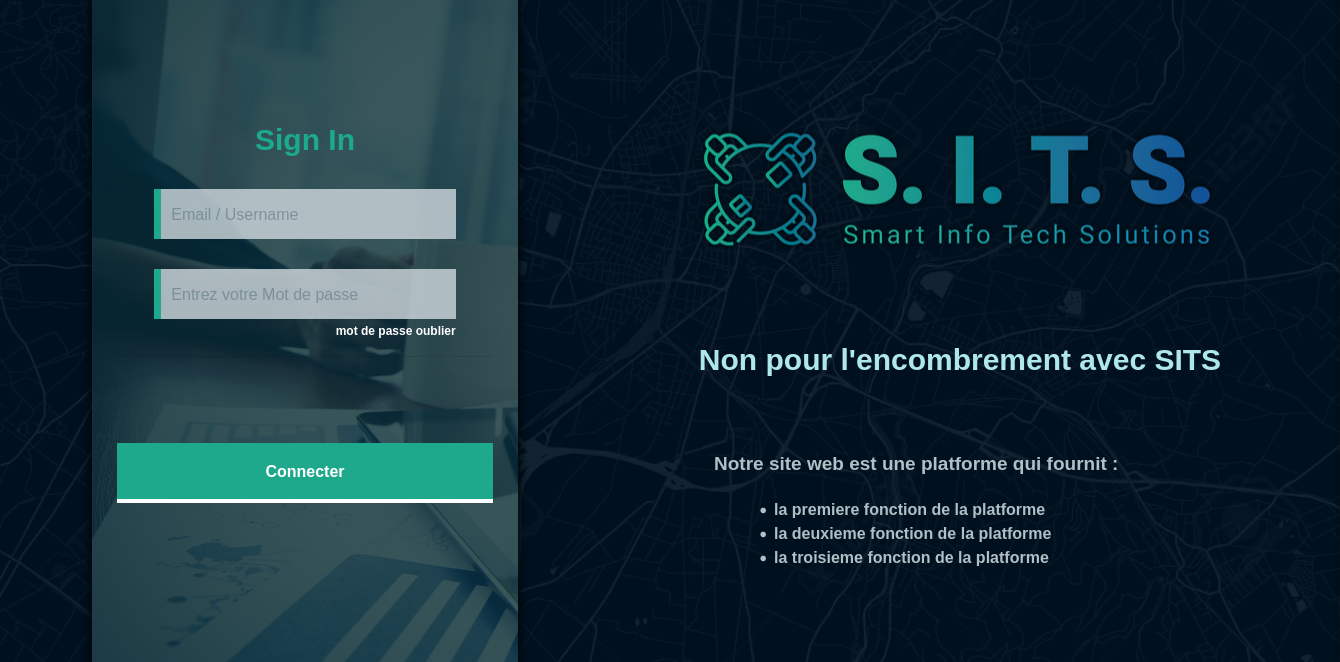 Sign In
Email / Username
Entrez votre Mot de passe
mot de passe oublier
Connecter
S. I. T. S.
Smart Info Tech Solutions
Non pour l'encombrement avec SITS
Notre site web est une platforme qui fournit :
la premiere fonction de la platforme
la deuxieme fonction de la platforme
la troisieme fonction de la platforme